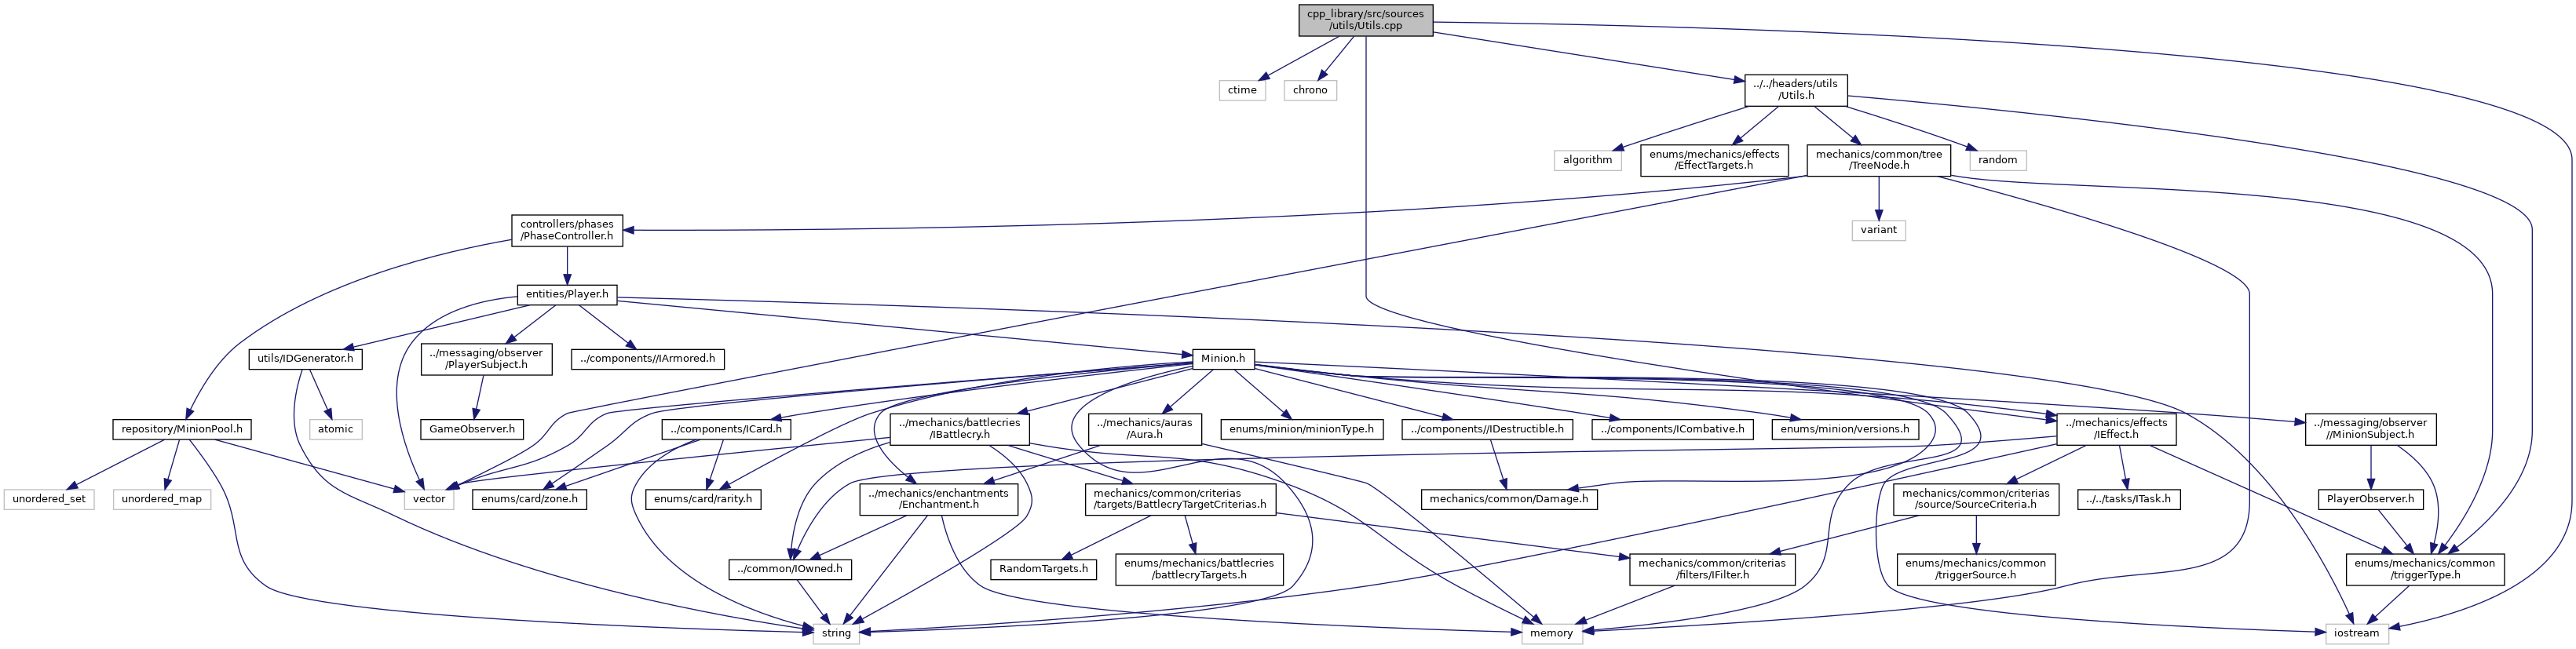 cpp_library/src/sources
/utils/Utils.cpp
ctime
chrono
../../headers/utils
/Utils.h
algorithm
enums/mechanics/effects
/EffectTargets.h
mechanics/common/tree
/TreeNode.h
random
controllers/phases
/PhaseController.h
variant
entities/Player.h
utils/IDGenerator.h
../messaging/observer
/PlayerSubject.h
../components//IArmored.h
Minion.h
repository/MinionPool.h
atomic
GameObserver.h
../components/ICard.h
../mechanics/battlecries
/IBattlecry.h
../mechanics/auras
/Aura.h
enums/minion/minionType.h
../components//IDestructible.h
../components/ICombative.h
enums/minion/versions.h
../mechanics/effects
/IEffect.h
../messaging/observer
//MinionSubject.h
unordered_set
unordered_map
vector
enums/card/zone.h
enums/card/rarity.h
../mechanics/enchantments
/Enchantment.h
mechanics/common/criterias
/targets/BattlecryTargetCriterias.h
mechanics/common/Damage.h
mechanics/common/criterias
/source/SourceCriteria.h
../../tasks/ITask.h
PlayerObserver.h
../common/IOwned.h
RandomTargets.h
enums/mechanics/battlecries
/battlecryTargets.h
mechanics/common/criterias
/filters/IFilter.h
enums/mechanics/common
/triggerSource.h
enums/mechanics/common
/triggerType.h
string
memory
iostream